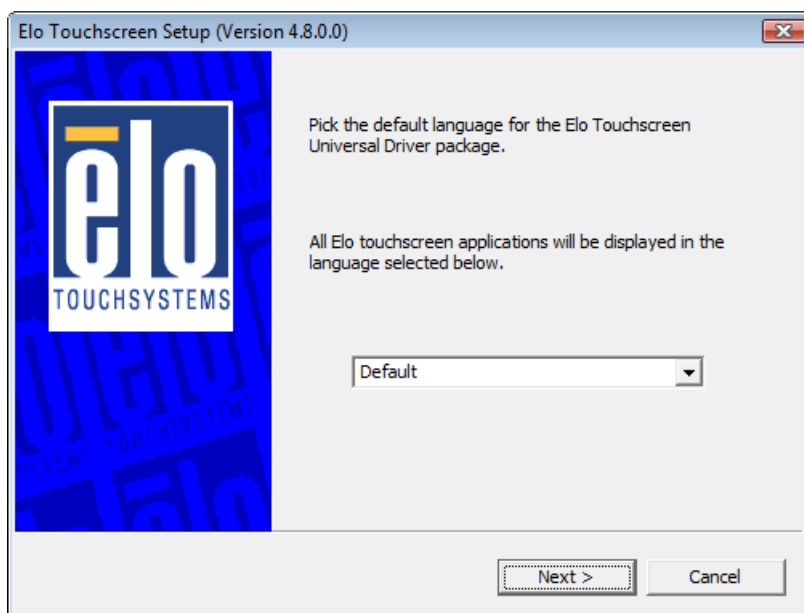 Elo Touchscreen Setup (Version 4.8.0.0)
elo
TOUCHSYSTEMS
Pick the default language for the Elo Touchscreen
Universal Driver package.
All Elo touchscreen applications will be displayed in the
language selected below.
Default
Next >
Cancel